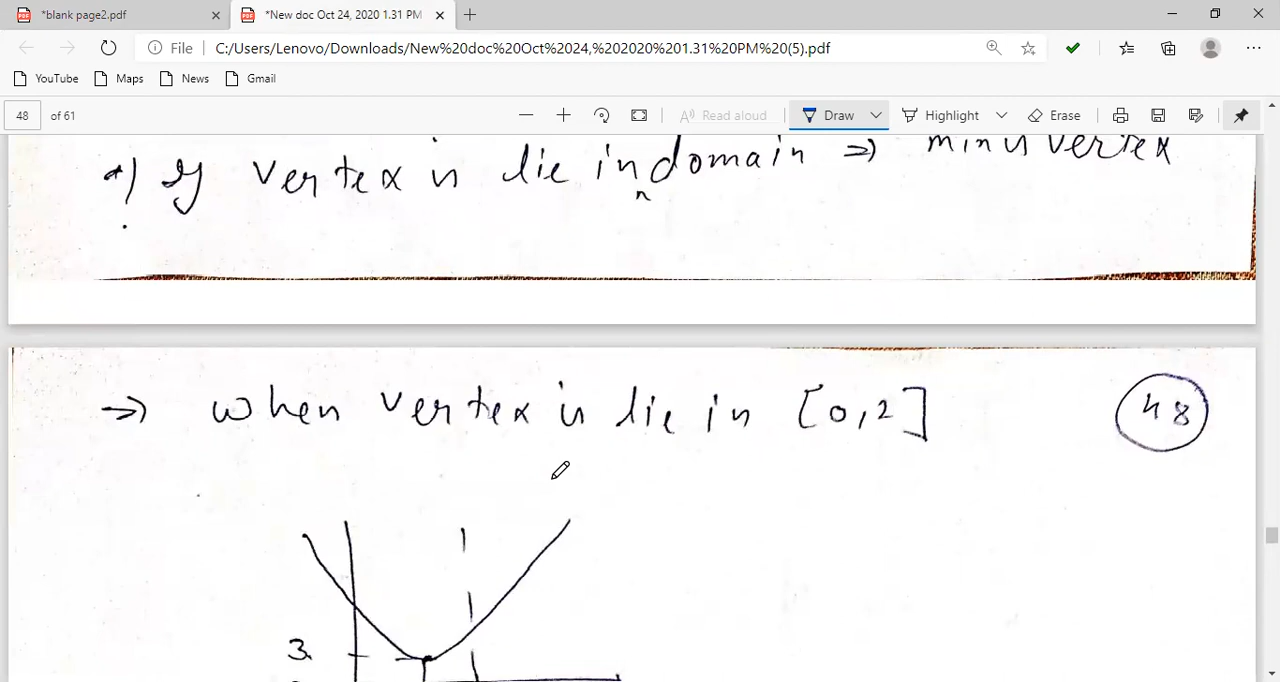 *blank page2.pdf
*New doc Oct 24, 2020 1.31 PM
File
C:/Users/Lenovo/Downloads/New%20doc%20Oct%2024,%202020%201.31%20PM%20(5).pdf
YouTube
Maps
News
Gmail
48
of 61
Read aloud
Draw
Highlight
Erase
*) If vertex is lie in domain => min is vertex
-> when vertex is lie in [0,2]
48
3